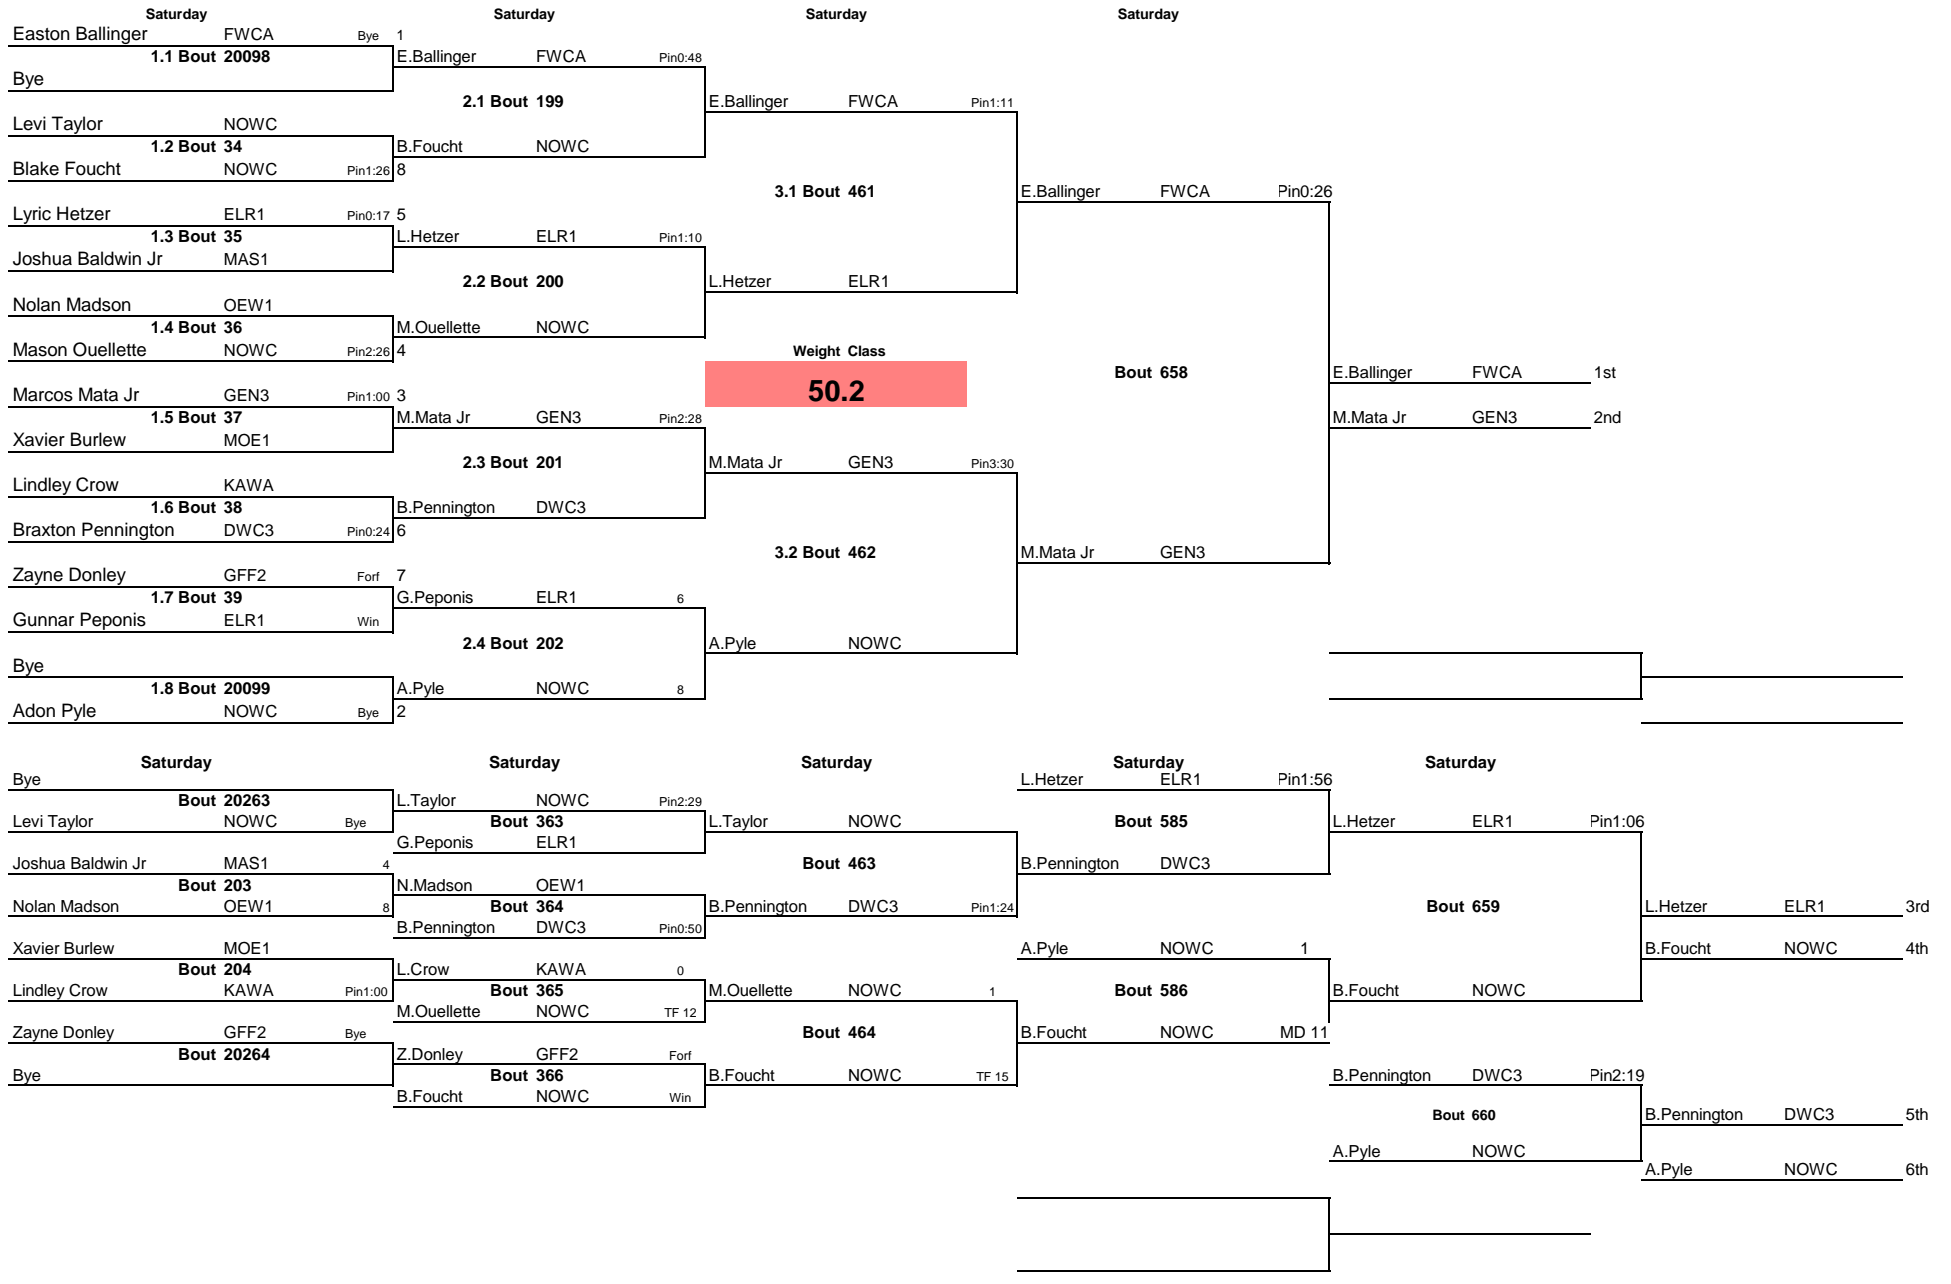 Saturday Saturday Saturday Saturday
Easton Ballinger FWCA Bye 1
1.1 Bout 20098 E.Ballinger FWCA Pin0:48
Bye
2.1 Bout 199 E.Ballinger FWCA Pin1:11
Levi Taylor NOWC
1.2 Bout 34 B.Foucht NOWC
Blake Foucht NOWC Pin1:26 8
3.1 Bout 461 E.Ballinger FWCA Pin0:26
Lyric Hetzer ELR1 Pin0:17 5
1.3 Bout 35 L.Hetzer ELR1 Pin1:10
Joshua Baldwin Jr MAS1
2.2 Bout 200 L.Hetzer ELR1
Nolan Madson OEW1
1.4 Bout 36 M.Ouellette NOWC
Mason Ouellette NOWC Pin2:26 4 Weight Class
Bout 658 E.Ballinger FWCA 1st
Marcos Mata Jr GEN3 Pin1:00 3 50.2
1.5 Bout 37 M.Mata Jr GEN3 Pin2:28 M.Mata Jr GEN3 2nd
Xavier Burlew MOE1
2.3 Bout 201 M.Mata Jr GEN3 Pin3:30
Lindley Crow KAWA
1.6 Bout 38 B.Pennington DWC3
Braxton Pennington DWC3 Pin0:24 6
3.2 Bout 462 M.Mata Jr GEN3
Zayne Donley GFF2 Forf 7
1.7 Bout 39 G.Peponis ELR1 6
Gunnar Peponis ELR1 Win
2.4 Bout 202 A.Pyle NOWC
Bye
1.8 Bout 20099 A.Pyle NOWC 8
Adon Pyle NOWC Bye 2
Saturday Saturday Saturday Saturday Saturday
Bye L.Hetzer ELR1 Pin1:56
Bout 20263 L.Taylor NOWC Pin2:29
Levi Taylor NOWC Bye Bout 363 L.Taylor NOWC Bout 585 L.Hetzer ELR1 Pin1:06
G.Peponis ELR1
Joshua Baldwin Jr MAS1 4 Bout 463 B.Pennington DWC3
Bout 203 N.Madson OEW1
Nolan Madson OEW1 8 Bout 364 B.Pennington DWC3 Pin1:24 Bout 659 L.Hetzer ELR1 3rd
B.Pennington DWC3 Pin0:50
Xavier Burlew MOE1 A.Pyle NOWC 1 B.Foucht NOWC 4th
Bout 204 L.Crow KAWA 0
Lindley Crow KAWA Pin1:00 Bout 365 M.Ouellette NOWC 1 Bout 586 B.Foucht NOWC
M.Ouellette NOWC TF 12
Zayne Donley GFF2 Bye Bout 464 B.Foucht NOWC MD 11
Bout 20264 Z.Donley GFF2 Forf
Bye Bout 366 B.Foucht NOWC TF 15 B.Pennington DWC3 Pin2:19
B.Foucht NOWC Win
Bout 660 B.Pennington DWC3 5th
A.Pyle NOWC
A.Pyle NOWC 6th